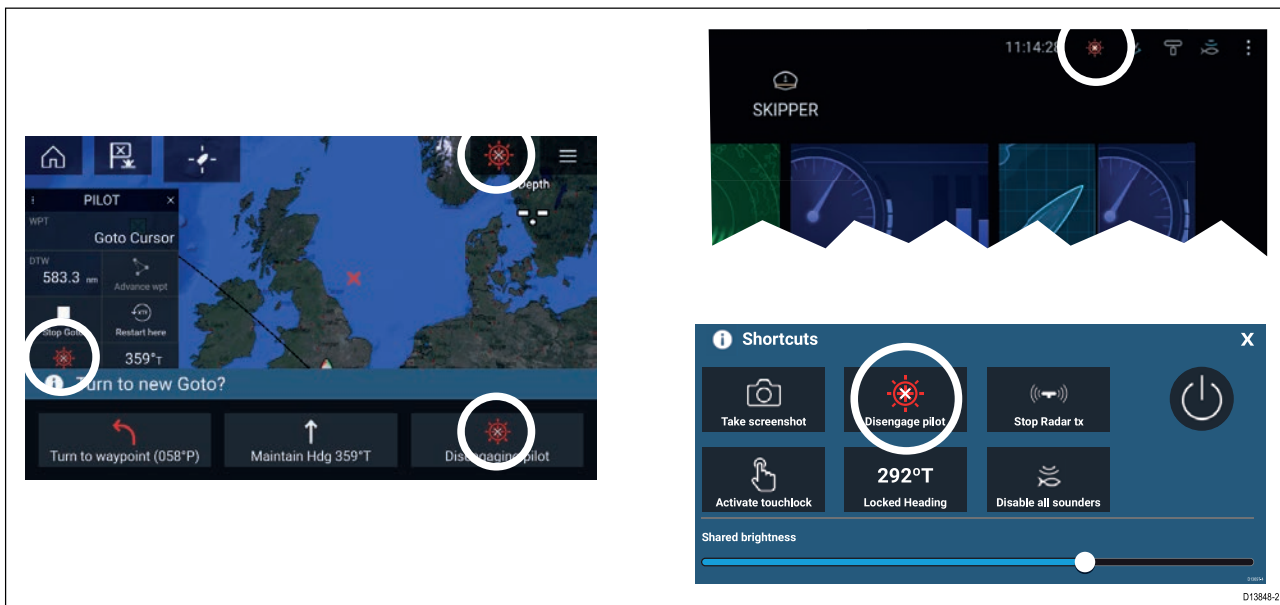 PILOT
WPT
Goto Cursor
DTW
583.3 nm
Advance wpt
Stop Goto
Restart here
359°T
Depth
Turn to new Goto?
Turn to waypoint (058°P)
Maintain Hdg 359°T
Disengaging pilot
11:14:28
SKIPPER
Shortcuts
X
Take screenshot
Disengage pilot
Stop Radar tx
Activate touchlock
292°T
Locked Heading
Disable all sounders
Shared brightness
D13848-2